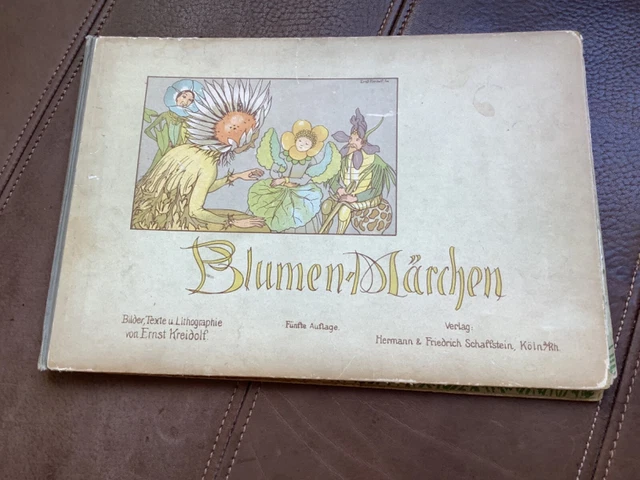 Blumen-Märchen
Bilder, Texte u. Lithographie
von Ernst Kreidolf.
Fünfte Auflage.
Verlag:
Hermann & Friedrich Schaffstein, Köln a/Rh.